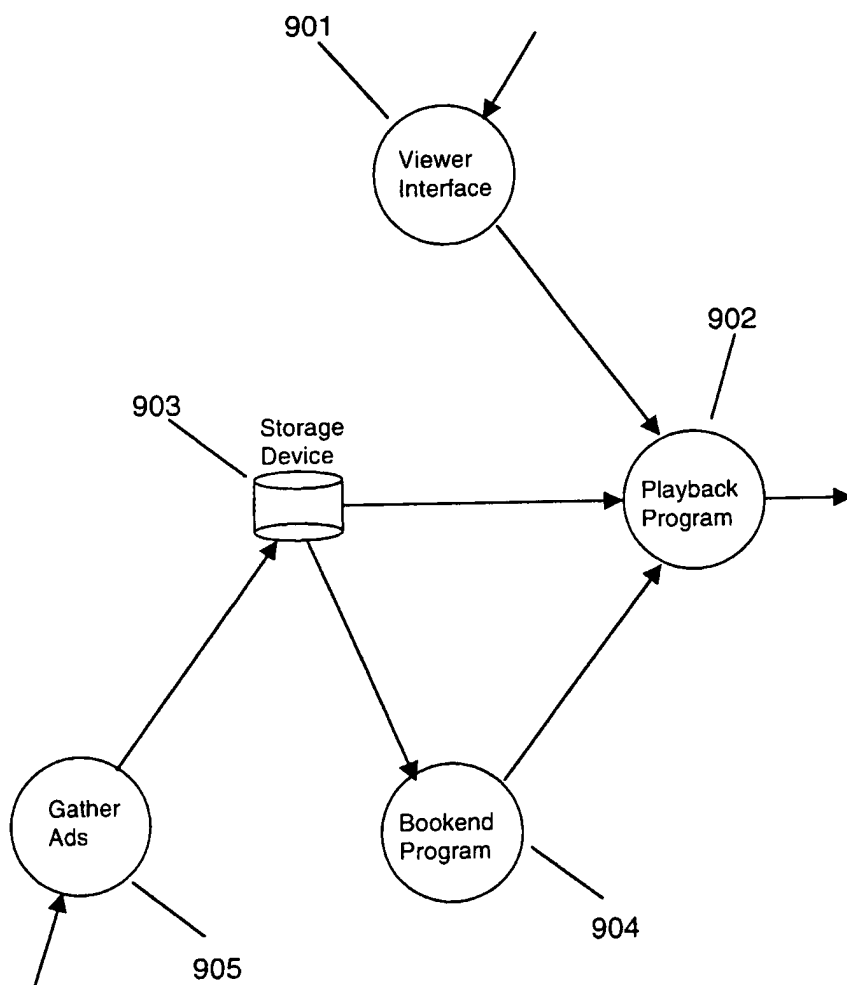 901
Viewer
Interface
902
903
Storage
Device
Playback
Program
Gather
Ads
Bookend
Program
904
905